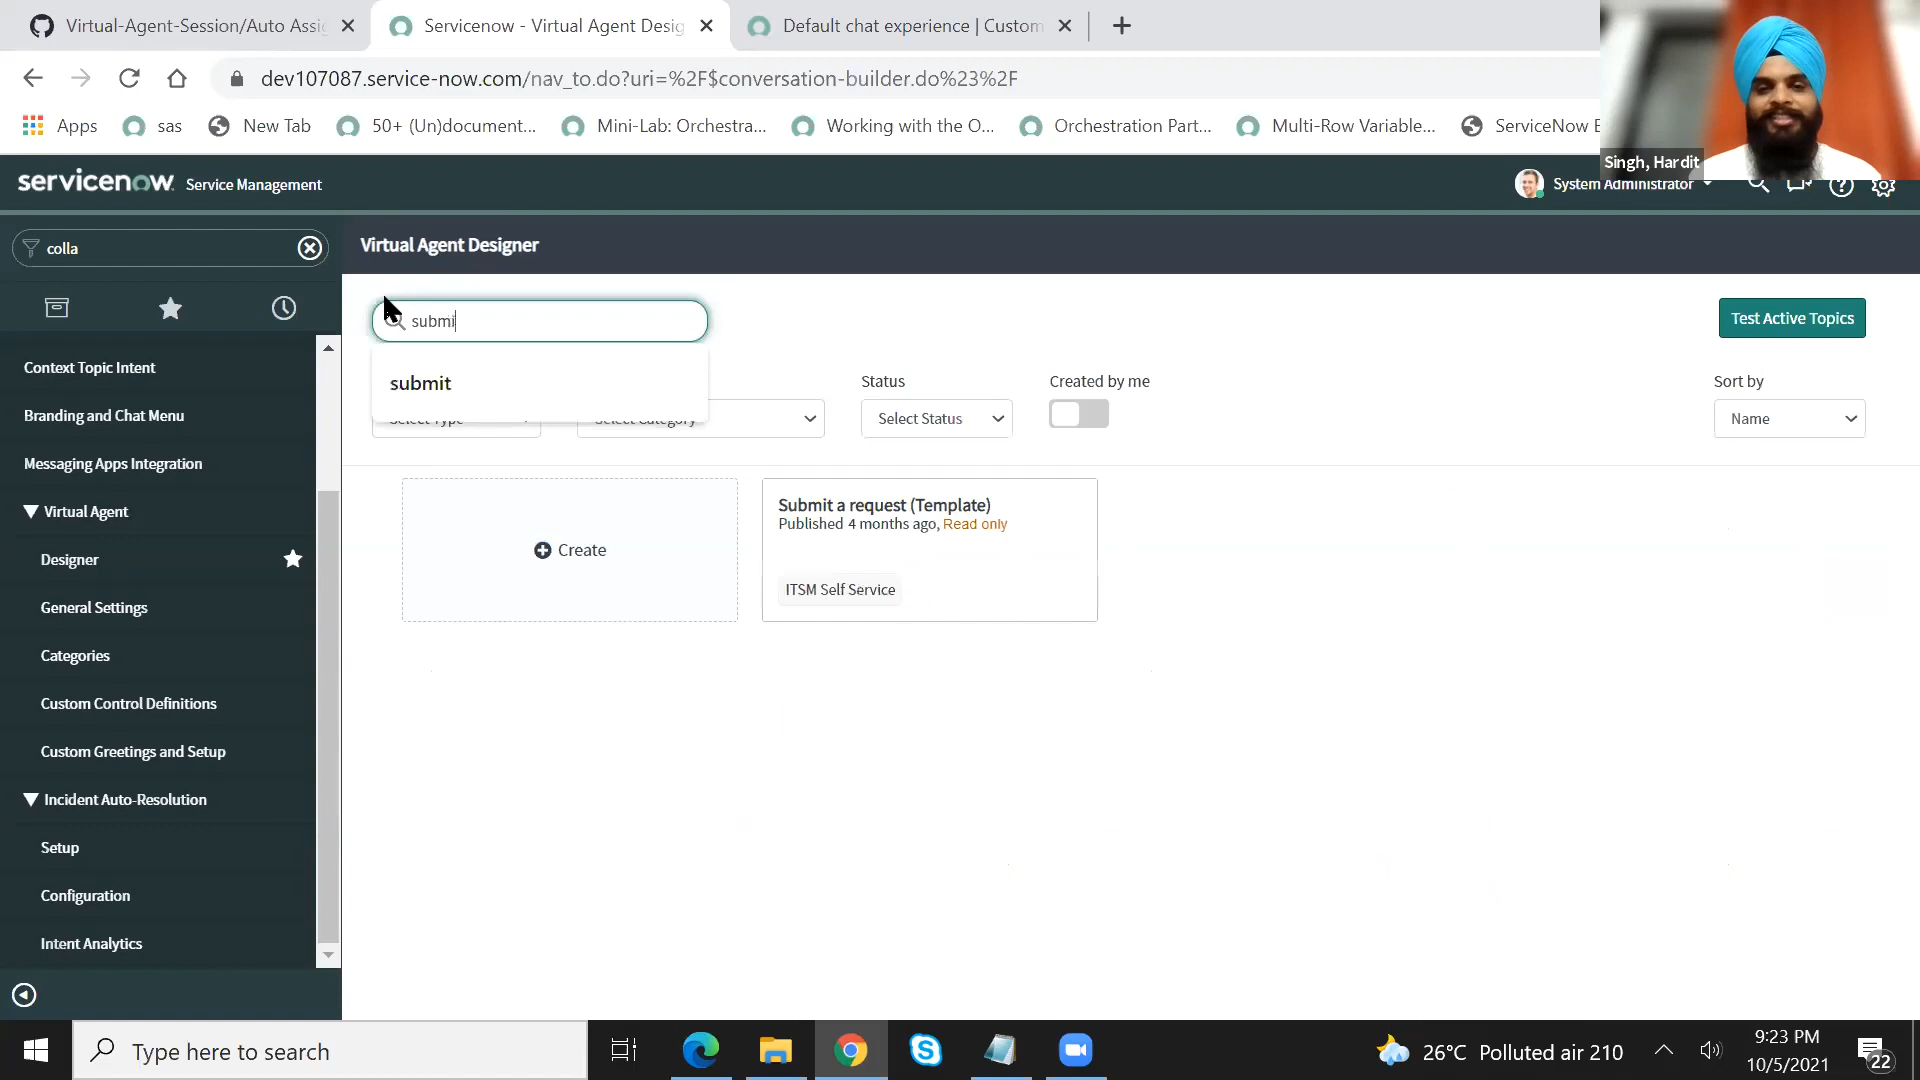 Virtual-Agent-Session/Auto Assig
Servicenow - Virtual Agent Desig
Default chat experience | Custom
dev107087.service-now.com/nav_to.do?uri=%2F$conversation-builder.do%23%2F
Apps
sas
New Tab
50+ (Un)document...
Mini-Lab: Orchestra...
Working with the O...
Orchestration Part...
Multi-Row Variable...
ServiceNow
Singh, Hardit
servicenow Service Management
System Administrator
colla
Virtual Agent Designer
submi
Test Active Topics
submit
Status
Created by me
Sort by
Select Type
Select Category
Select Status
Name
Context Topic Intent
Branding and Chat Menu
Messaging Apps Integration
Virtual Agent
Designer
General Settings
Categories
Custom Control Definitions
Custom Greetings and Setup
Incident Auto-Resolution
Setup
Configuration
Intent Analytics
Create
Submit a request (Template)
Published 4 months ago, Read only
ITSM Self Service
Type here to search
26°C Polluted air 210
9:23 PM
10/5/2021
22